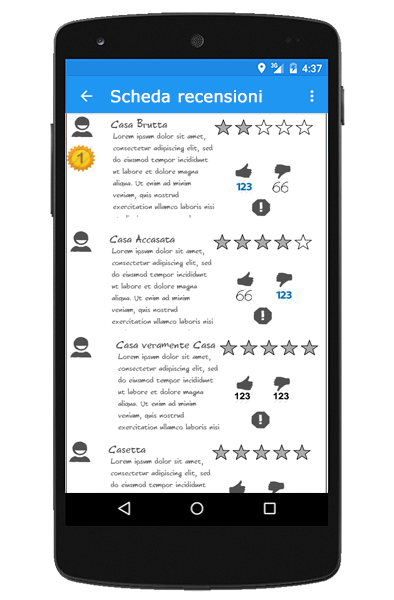 3G 4:37
Scheda recensioni
Casa Brutta
Lorem ipsum dolor sit amet,
consectetur adipiscing elit, sed
do eiusmod tempor incididunt
ut labore et dolore magna
aliqua. Ut enim ad minim
veniam, quis nostrud
exercitation ullamco laboris nisi
1
123 66
Casa Accasata
Lorem ipsum dolor sit amet,
consectetur adipiscing elit, sed
do eiusmod tempor incididunt
ut labore et dolore magna
aliqua. Ut enim ad minim
veniam, quis nostrud
exercitation ullamco laboris nisi
66 123
Casa veramente Casa
Lorem ipsum dolor sit amet,
consectetur adipiscing elit, sed
do eiusmod tempor incididunt
ut labore et dolore magna
aliqua. Ut enim ad minim
veniam, quis nostrud
exercitation ullamco laboris nisi
123 123
Casetta
Lorem ipsum dolor sit amet,
consectetur adipiscing elit, sed
do eiusmod tempor incididunt